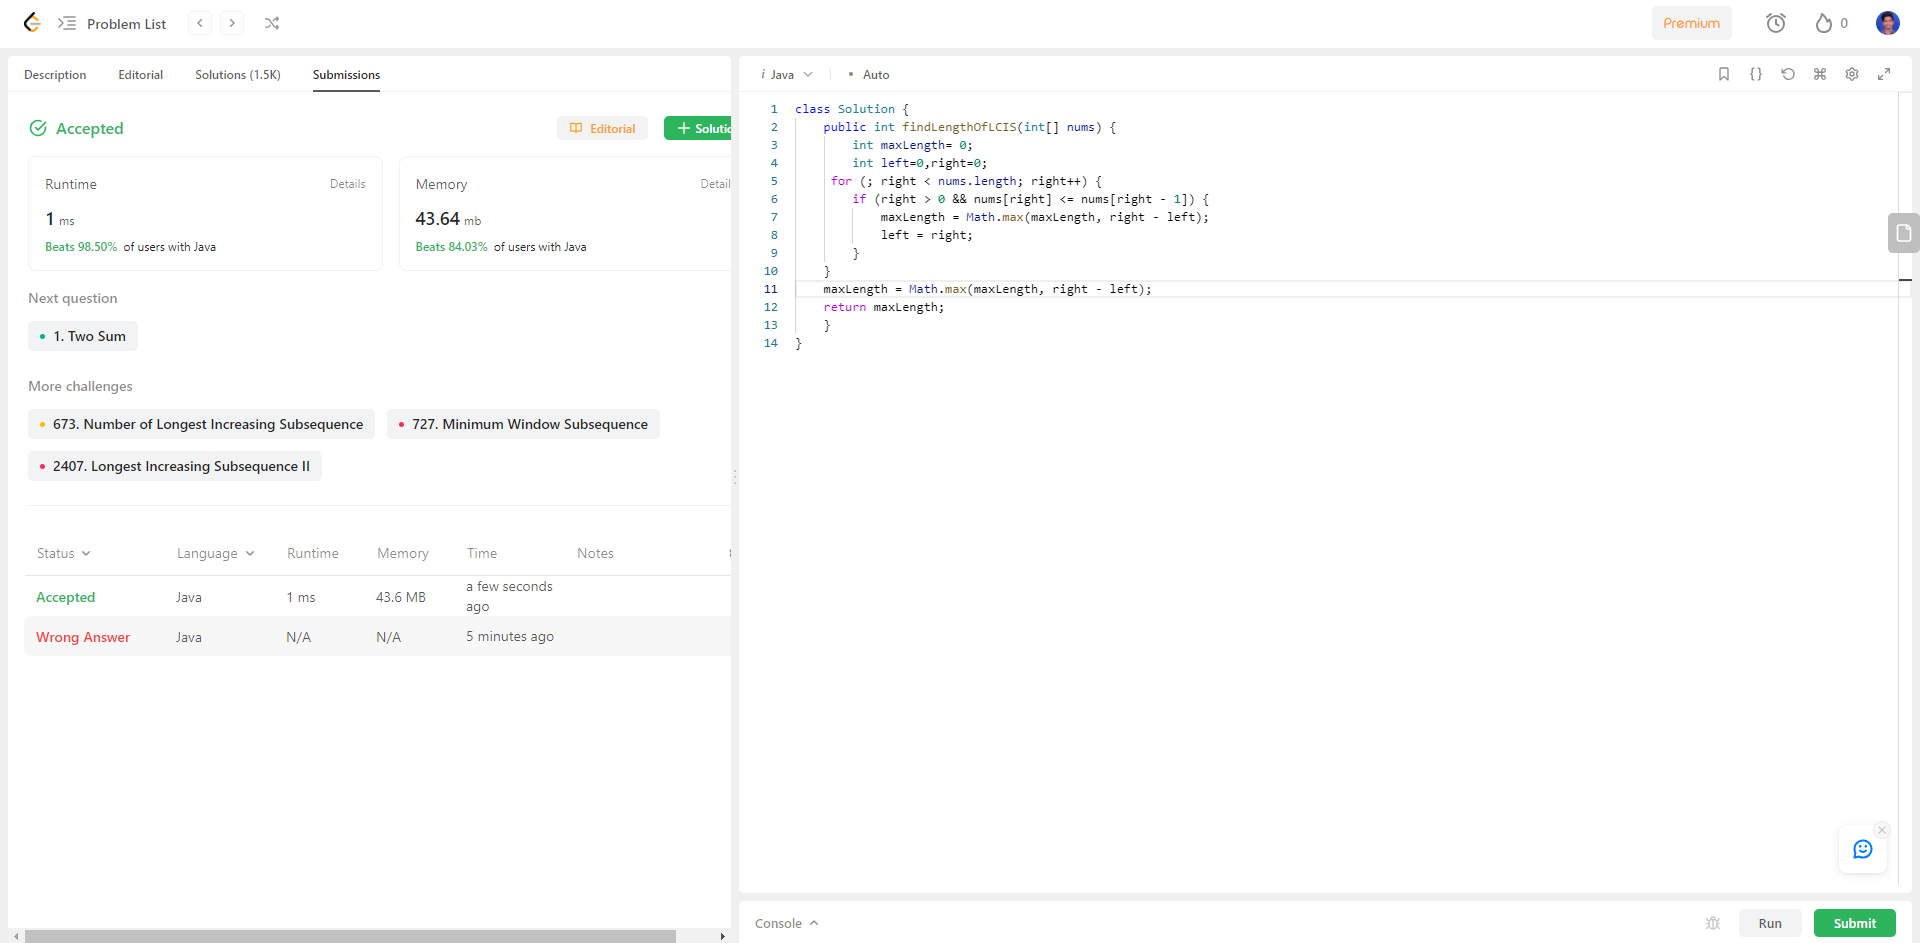 Problem List
Premium
0
Description Editorial Solutions (1.5K) Submissions
Accepted
Editorial
Solutio
Runtime Details
1 ms
Beats 98.50% of users with Java
Memory Detail
43.64 mb
Beats 84.03% of users with Java
Next question
1. Two Sum
More challenges
673. Number of Longest Increasing Subsequence
727. Minimum Window Subsequence
2407. Longest Increasing Subsequence II
Status Language Runtime Memory Time Notes
Accepted Java 1 ms 43.6 MB a few seconds
ago
Wrong Answer Java N/A N/A 5 minutes ago
i Java • Auto
1 class Solution {
2 public int findLengthOfLCIS(int[] nums) {
3 int maxLength= 0;
4 int left=0,right=0;
5 for (; right < nums.length; right++) {
6 if (right > 0 && nums[right] <= nums[right - 1]) {
7 maxLength = Math.max(maxLength, right - left);
8 left = right;
9 }
10 }
11 maxLength = Math.max(maxLength, right - left);
12 return maxLength;
13 }
14 }
Console
Run
Submit